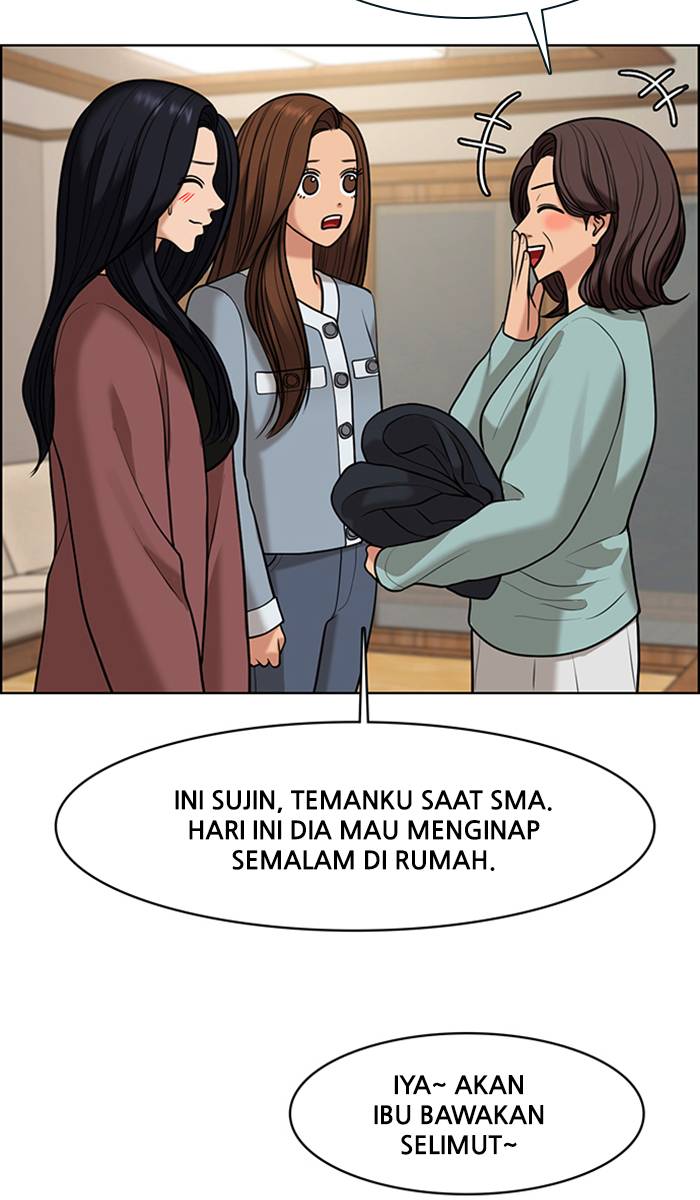 INI SUJIN, TEMANKU SAAT SMA.
HARI INI DIA MAU MENGINAP
SEMALAM DI RUMAH.
IYA~ AKAN
IBU BAWAKAN
SELIMUT~